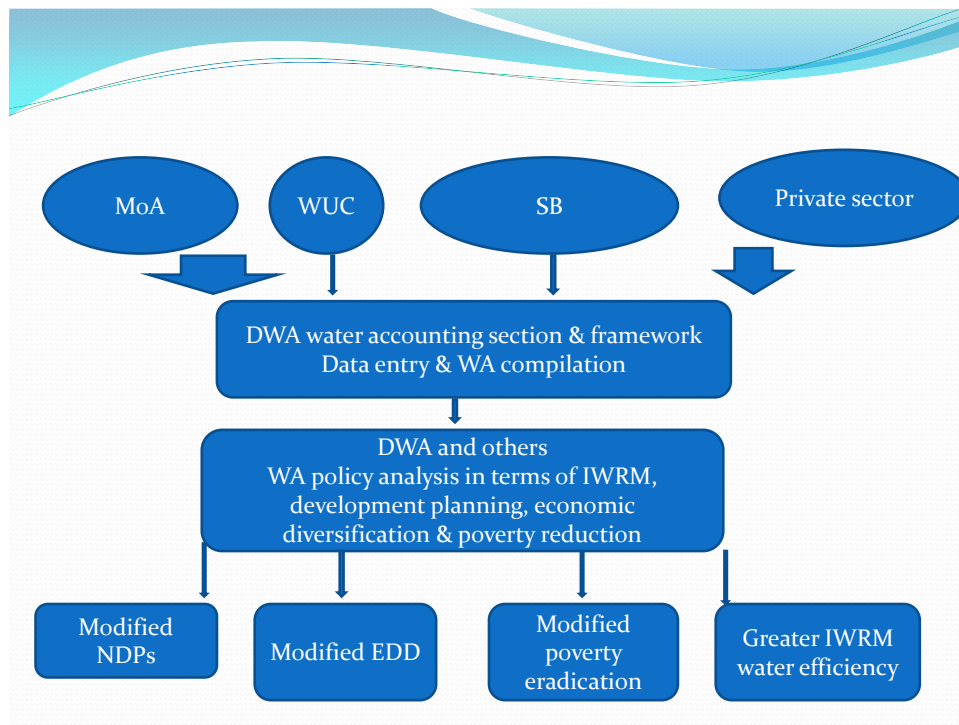 MoA
WUC
SB
Private sector
DWA water accounting section & framework
Data entry & WA compilation
DWA and others
WA policy analysis in terms of IWRM,
development planning, economic
diversification & poverty reduction
Modified
NDPs
Modified EDD
Modified
poverty
eradication
Greater IWRM
water efficiency